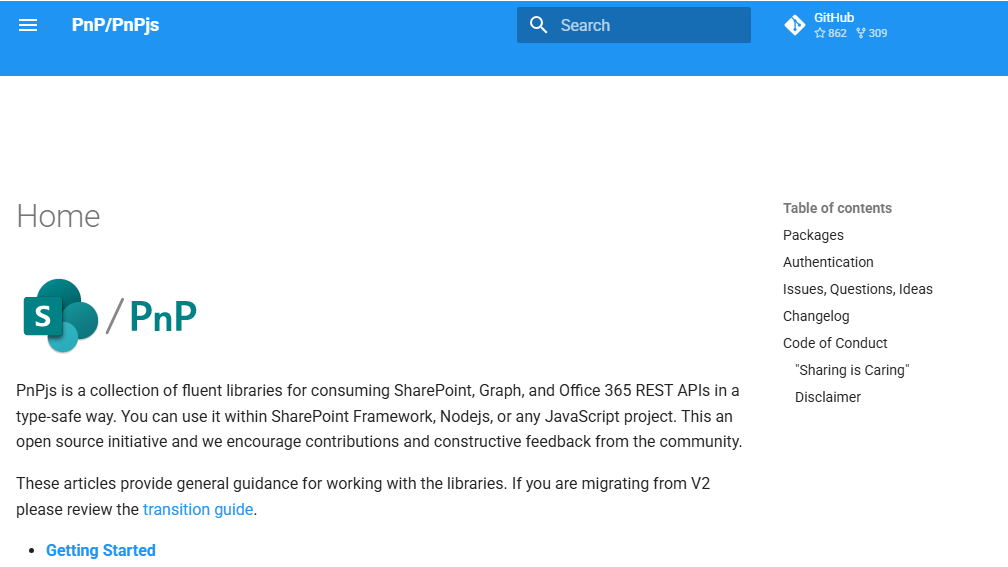 PnP/PnPjs
Search
GitHub
862 309
Home
S / PnP
PnPjs is a collection of fluent libraries for consuming SharePoint, Graph, and Office 365 REST APIs in a
type-safe way. You can use it within SharePoint Framework, Nodejs, or any JavaScript project. This an
open source initiative and we encourage contributions and constructive feedback from the community.
These articles provide general guidance for working with the libraries. If you are migrating from V2
please review the transition guide.
• Getting Started
Table of contents
Packages
Authentication
Issues, Questions, Ideas
Changelog
Code of Conduct
"Sharing is Caring"
Disclaimer